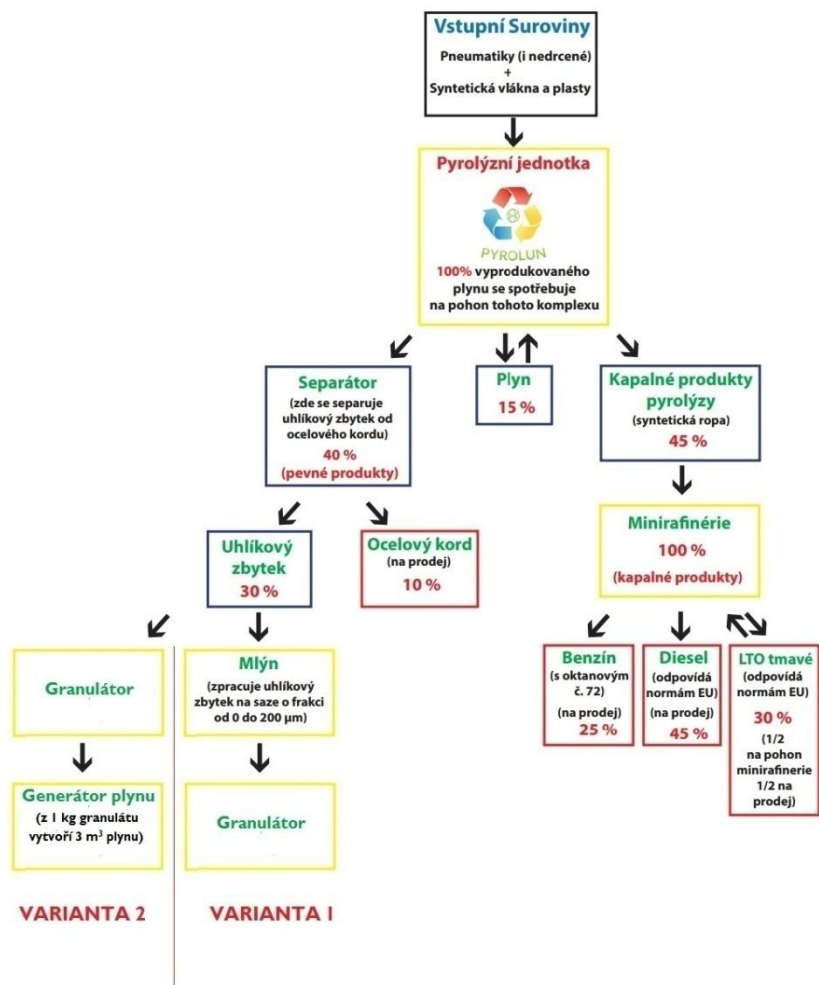 Vstupní Suroviny
Pneumatiky (i nedrcené)
+
Syntetická vlákna a plasty
Pyrolýzní jednotka
PYROLUN
100% vyprodukovaného
plynu se spotřebuje
na pohon tohoto komplexu
Separátor
(zde se separuje
uhlíkový zbytek od
ocelového kordu)
40 %
(pevné produkty)
Plyn
15 %
Kapalné produkty
pyrolýzy
(syntetická ropa)
45 %
Uhlíkový
zbytek
30 %
Ocelový kord
(na prodej)
10 %
Minirafinérie
100 %
(kapalné produkty)
Granulátor
Mlýn
(zpracuje uhlíkový
zbytek na saze o frakci
od 0 do 200 µm)
Benzín
(s oktanovým
č. 72)
(na prodej)
25 %
Diesel
(odpovídá
normám EU)
(na prodej)
45 %
LTO tmavé
(odpovídá
normám EU)
30 %
(1/2
na pohon
minirafinerie
1/2 na
prodej)
Generátor plynu
(z 1 kg granulátu
vytvoří 3 m³ plynu)
Granulátor
VARIANTA 2
VARIANTA 1